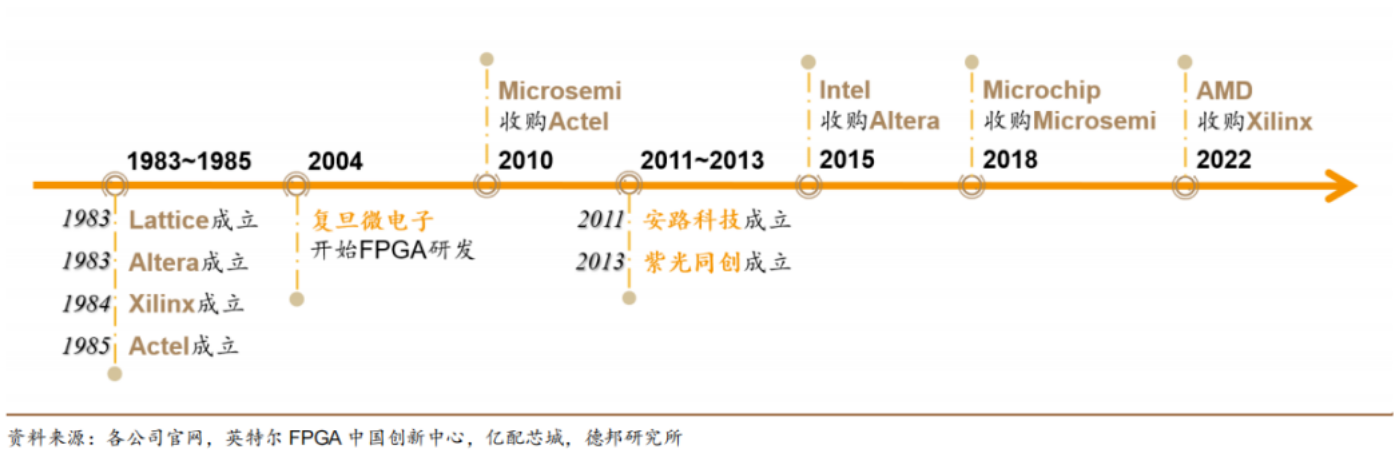 Microsemi
收购Actel
Intel
收购Altera
Microchip
收购Microsemi
AMD
收购Xilinx
1983~1985
2004
2010
2011~2013
2015
2018
2022
1983 Lattice成立
1983 Altera成立
1984 Xilinx成立
1985 Actel成立
复旦微电子
开始FPGA研发
2011 安路科技成立
2013 紫光同创成立
资料来源：各公司官网，英特尔 FPGA 中国创新中心，亿配芯城，德邦研究所